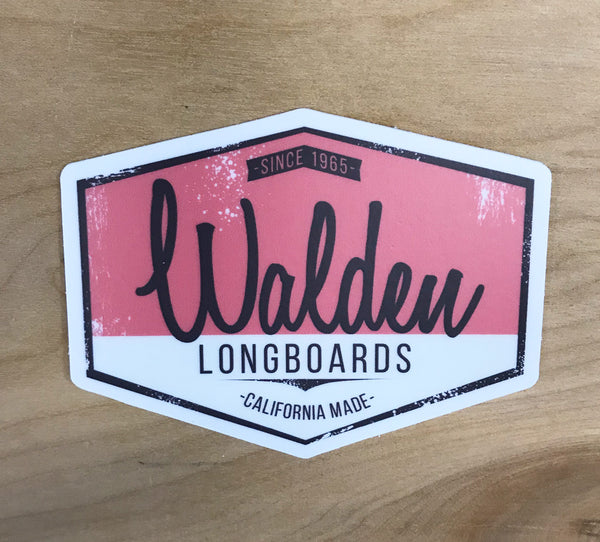 -SINCE 1965-
Walden
LONGBOARDS
-CALIFORNIA MADE-